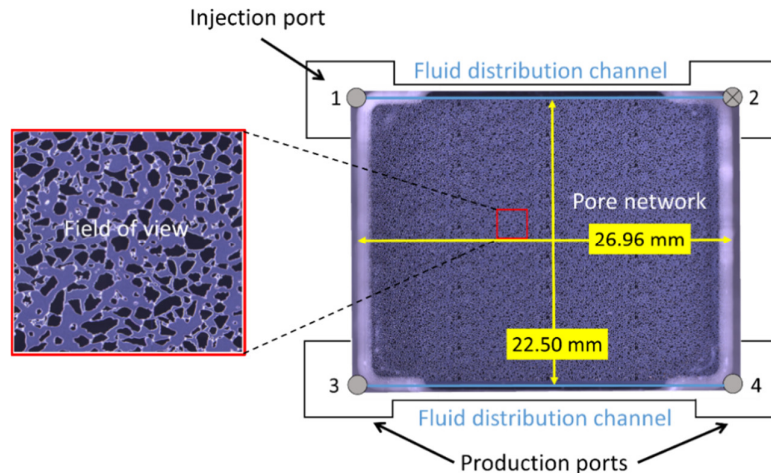 Injection port
Fluid distribution channel
1
2
Field of view
Pore network
26.96 mm
22.50 mm
3
4
Fluid distribution channel
Production ports